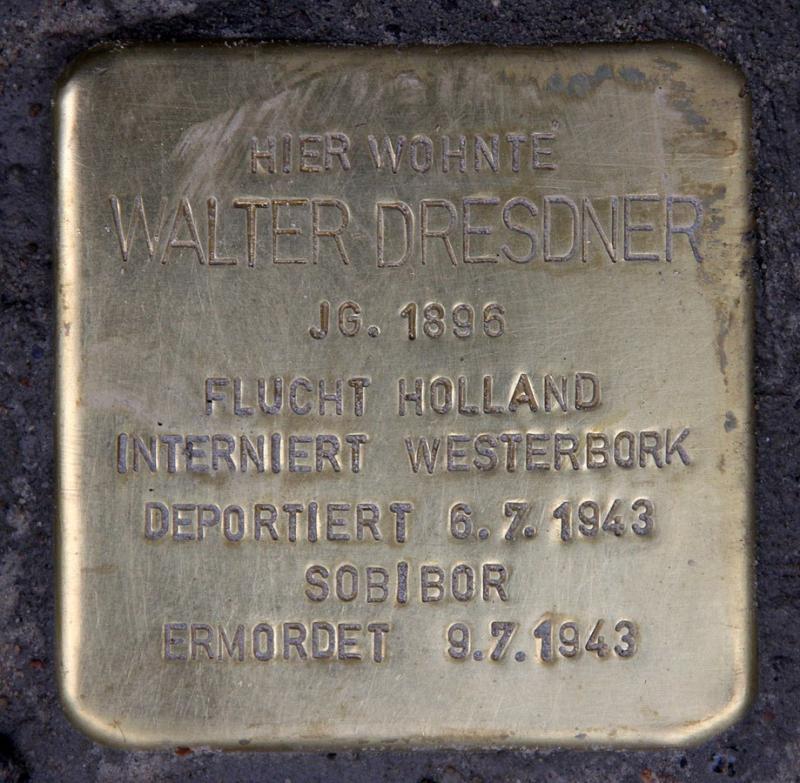 HIER WOHNTE
WALTER DRESDNER
JG. 1896
FLUCHT HOLLAND
INTERNIERT WESTERBORK
DEPORTIERT 6.7.1943
SOBIBOR
ERMORDET 9.7.1943